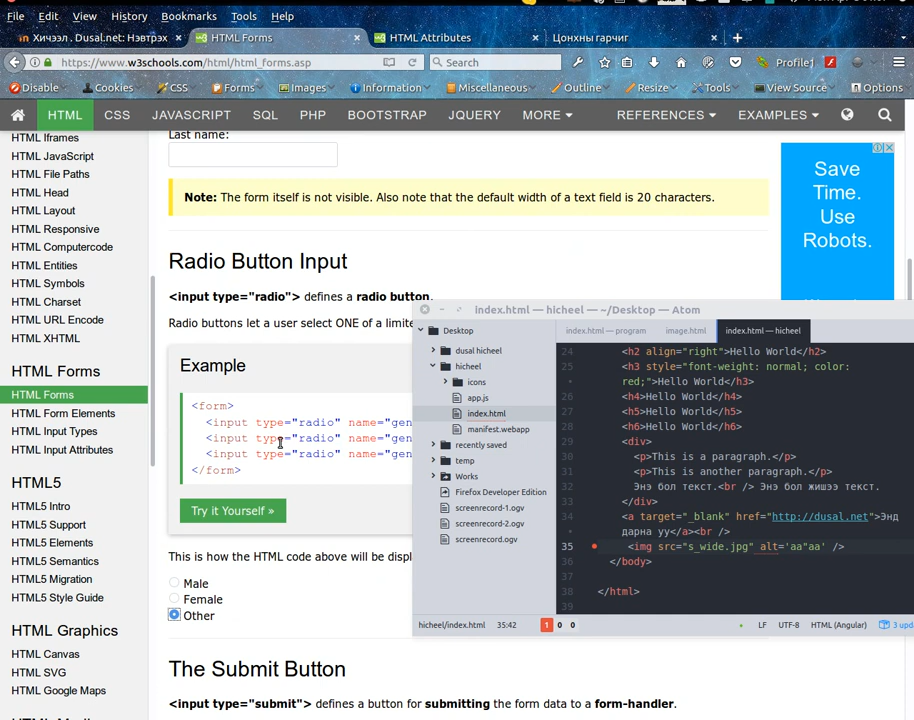 File Edit View History Bookmarks Tools Help
Хичээл . Dusal.net: Нэвтрэх × HTML Forms × HTML Attributes × Цонхны гарчиг × +
https://www.w3schools.com/html/html_forms.asp Search Profile
Disable Cookies CSS Forms Images Information Miscellaneous Outline Resize Tools View Source Options
HTML CSS JAVASCRIPT SQL PHP BOOTSTRAP JQUERY MORE REFERENCES EXAMPLES
HTML Iframes
HTML JavaScript
HTML File Paths
HTML Head
HTML Layout
HTML Responsive
HTML Computercode
HTML Entities
HTML Symbols
HTML Charset
HTML URL Encode
HTML XHTML
HTML Forms
HTML Forms
HTML Form Elements
HTML Input Types
HTML Input Attributes
HTML5
HTML5 Intro
HTML5 Support
HTML5 Elements
HTML5 Semantics
HTML5 Migration
HTML5 Style Guide
HTML Graphics
HTML Canvas
HTML SVG
HTML Google Maps
Last name:
Note: The form itself is not visible. Also note that the default width of a text field is 20 characters.
Radio Button Input
<input type="radio"> defines a radio button.
Radio buttons let a user select ONE of a limite
Example
<form>
<input type="radio" name="gen
<input type="radio" name="gen
<input type="radio" name="gen
</form>
Try it Yourself »
This is how the HTML code above will be displ
Male
Female
Other
The Submit Button
<input type="submit"> defines a button for submitting the form data to a form-handler.
Save
Time.
Use
Robots.
index.html — hicheel — ~/Desktop — Atom
Desktop
dusal hicheel
hicheel
icons
app.js
index.html
manifest.webapp
recently saved
temp
Works
Firefox Developer Edition
screenrecord-1.ogv
screenrecord-2.ogv
screenrecord.ogv
index.html — program image.html index.html — hicheel
24 <h2 align="right">Hello World</h2>
25 <h3 style="font-weight: normal; color:
• red;">Hello World</h3>
26 <h4>Hello World</h4>
27 <h5>Hello World</h5>
28 <h6>Hello World</h6>
29 <div>
30 <p>This is a paragraph.</p>
31 <p>This is another paragraph.</p>
32 Энэ бол текст.<br /> Энэ бол жишээ текст.
33 </div>
34 <a target="_blank" href="http://dusal.net">Энд
• дарна уу</a><br />
35 <img src="s_wide.jpg" alt='aa"aa' />
36 </body>
37
38 </html>
39
hicheel/index.html 35:42 1 0 0 LF UTF-8 HTML (Angular) 3 upd